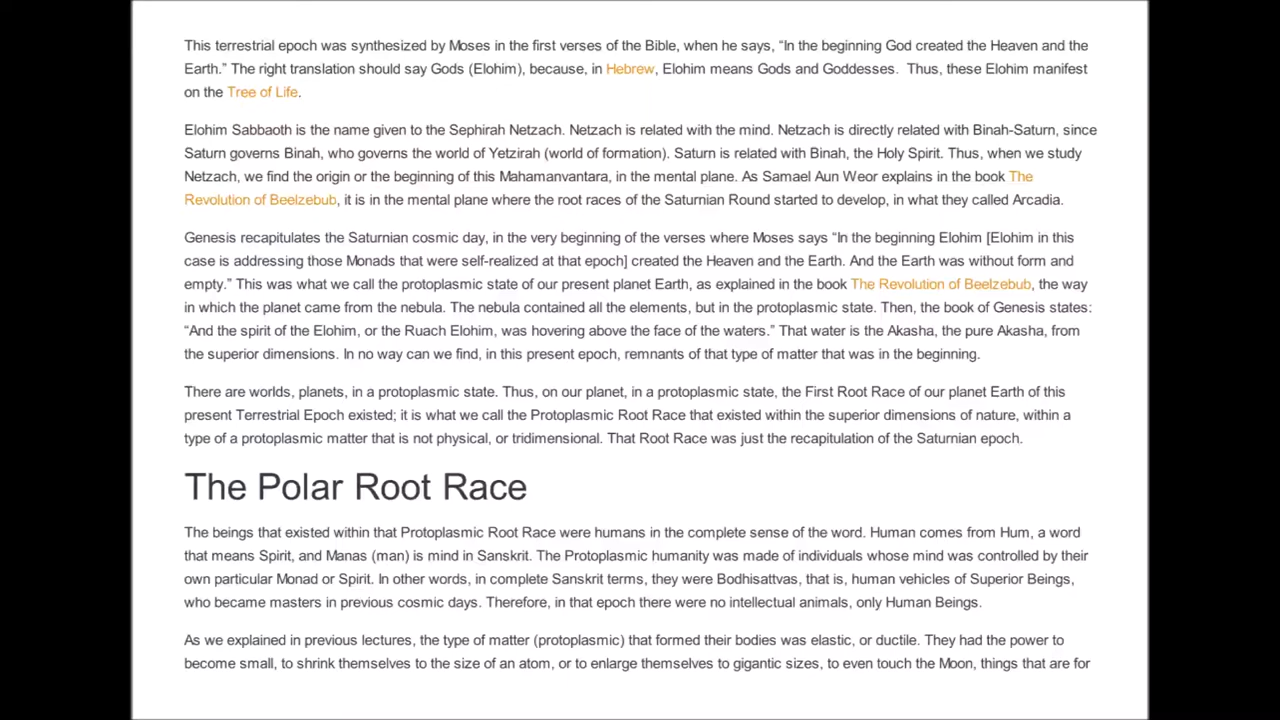 This terrestrial epoch was synthesized by Moses in the first verses of the Bible, when he says, “In the beginning God created the Heaven and the
Earth.” The right translation should say Gods (Elohim), because, in Hebrew, Elohim means Gods and Goddesses.  Thus, these Elohim manifest
on the Tree of Life.
Elohim Sabbaoth is the name given to the Sephirah Netzach. Netzach is related with the mind. Netzach is directly related with Binah-Saturn, since
Saturn governs Binah, who governs the world of Yetzirah (world of formation). Saturn is related with Binah, the Holy Spirit. Thus, when we study
Netzach, we find the origin or the beginning of this Mahamanvantara, in the mental plane. As Samael Aun Weor explains in the book The
Revolution of Beelzebub, it is in the mental plane where the root races of the Saturnian Round started to develop, in what they called Arcadia.
Genesis recapitulates the Saturnian cosmic day, in the very beginning of the verses where Moses says “In the beginning Elohim [Elohim in this
case is addressing those Monads that were self-realized at that epoch] created the Heaven and the Earth. And the Earth was without form and
empty.” This was what we call the protoplasmic state of our present planet Earth, as explained in the book The Revolution of Beelzebub, the way
in which the planet came from the nebula. The nebula contained all the elements, but in the protoplasmic state. Then, the book of Genesis states:
“And the spirit of the Elohim, or the Ruach Elohim, was hovering above the face of the waters.” That water is the Akasha, the pure Akasha, from
the superior dimensions. In no way can we find, in this present epoch, remnants of that type of matter that was in the beginning.
There are worlds, planets, in a protoplasmic state. Thus, on our planet, in a protoplasmic state, the First Root Race of our planet Earth of this
present Terrestrial Epoch existed; it is what we call the Protoplasmic Root Race that existed within the superior dimensions of nature, within a
type of a protoplasmic matter that is not physical, or tridimensional. That Root Race was just the recapitulation of the Saturnian epoch.
The Polar Root Race
The beings that existed within that Protoplasmic Root Race were humans in the complete sense of the word. Human comes from Hum, a word
that means Spirit, and Manas (man) is mind in Sanskrit. The Protoplasmic humanity was made of individuals whose mind was controlled by their
own particular Monad or Spirit. In other words, in complete Sanskrit terms, they were Bodhisattvas, that is, human vehicles of Superior Beings,
who became masters in previous cosmic days. Therefore, in that epoch there were no intellectual animals, only Human Beings.
As we explained in previous lectures, the type of matter (protoplasmic) that formed their bodies was elastic, or ductile. They had the power to
become small, to shrink themselves to the size of an atom, or to enlarge themselves to gigantic sizes, to even touch the Moon, things that are for